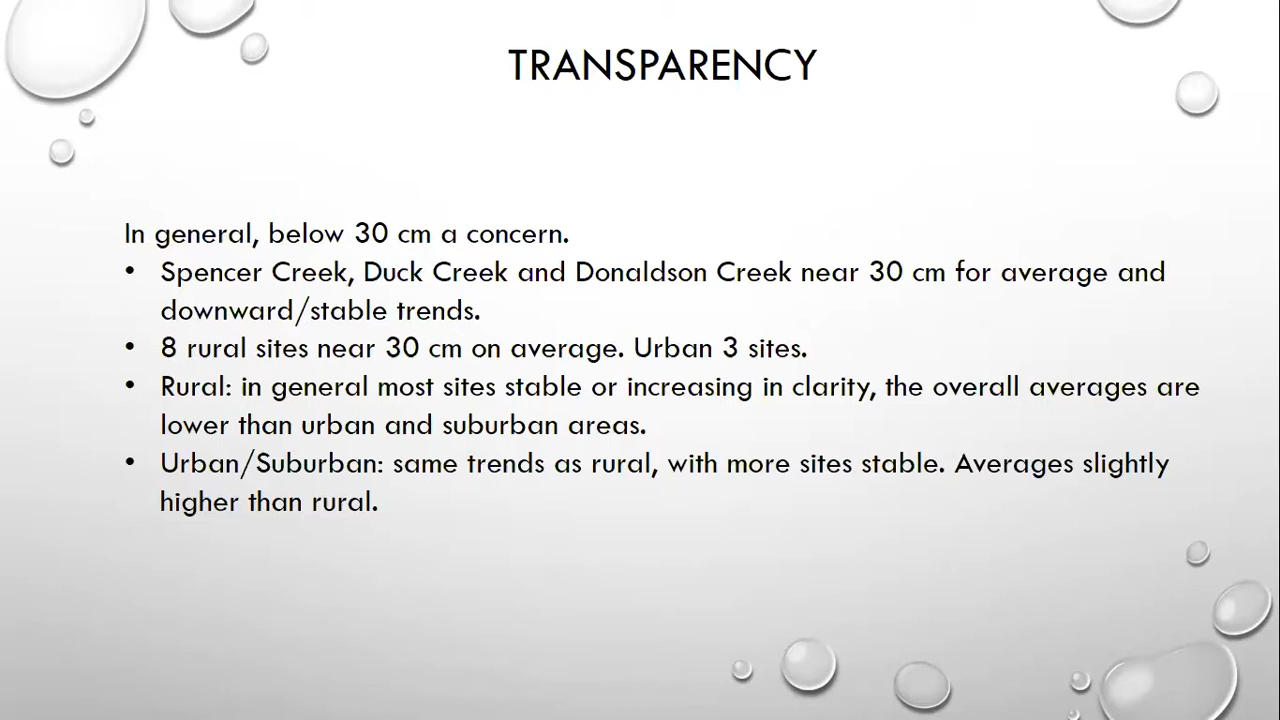 TRANSPARENCY
In general, below 30 cm a concern.
• Spencer Creek, Duck Creek and Donaldson Creek near 30 cm for average and
downward/stable trends.
• 8 rural sites near 30 cm on average. Urban 3 sites.
• Rural: in general most sites stable or increasing in clarity, the overall averages are
lower than urban and suburban areas.
• Urban/Suburban: same trends as rural, with more sites stable. Averages slightly
higher than rural.